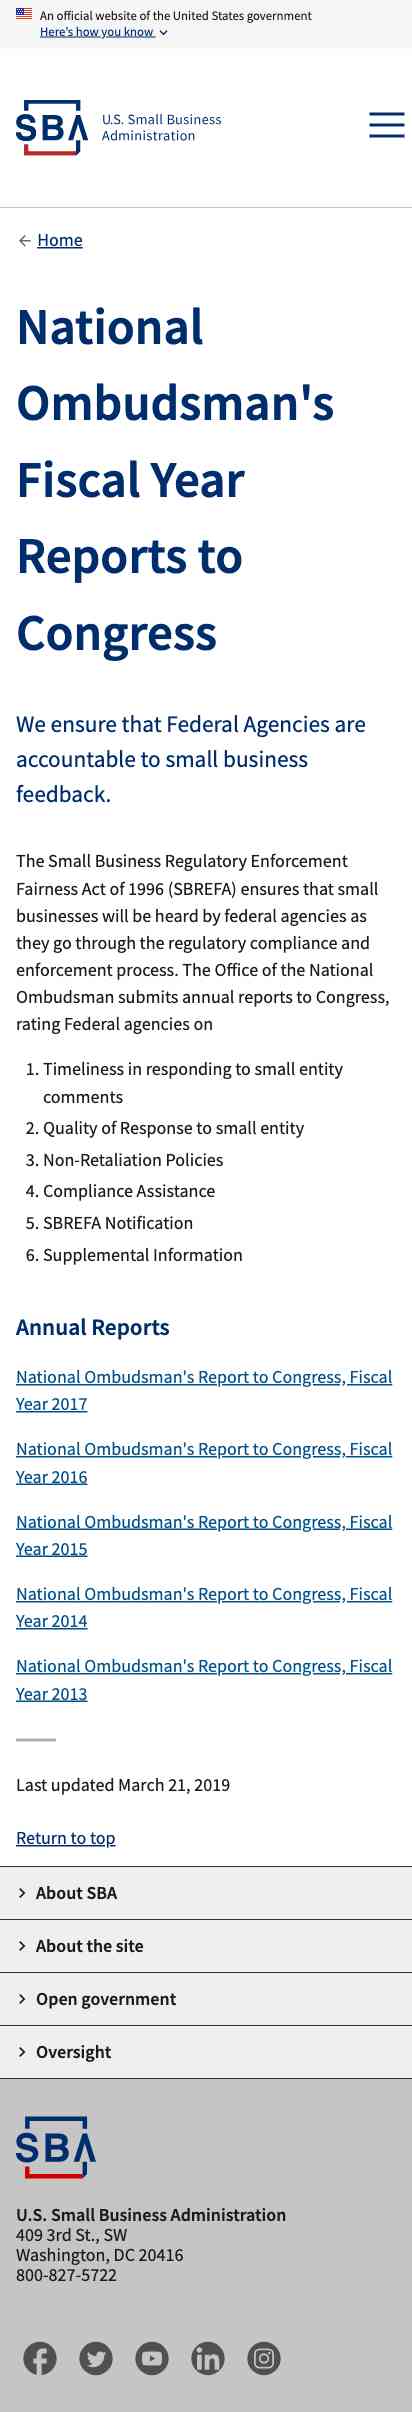 An official website of the United States government
Here's how you know
SBA U.S. Small Business
Administration
Home
National
Ombudsman's
Fiscal Year
Reports to
Congress
We ensure that Federal Agencies are
accountable to small business
feedback.
The Small Business Regulatory Enforcement
Fairness Act of 1996 (SBREFA) ensures that small
businesses will be heard by federal agencies as
they go through the regulatory compliance and
enforcement process. The Office of the National
Ombudsman submits annual reports to Congress,
rating Federal agencies on
1. Timeliness in responding to small entity
comments
2. Quality of Response to small entity
3. Non-Retaliation Policies
4. Compliance Assistance
5. SBREFA Notification
6. Supplemental Information
Annual Reports
National Ombudsman's Report to Congress, Fiscal
Year 2017
National Ombudsman's Report to Congress, Fiscal
Year 2016
National Ombudsman's Report to Congress, Fiscal
Year 2015
National Ombudsman's Report to Congress, Fiscal
Year 2014
National Ombudsman's Report to Congress, Fiscal
Year 2013
Last updated March 21, 2019
Return to top
About SBA
About the site
Open government
Oversight
SBA
U.S. Small Business Administration
409 3rd St., SW
Washington, DC 20416
800-827-5722